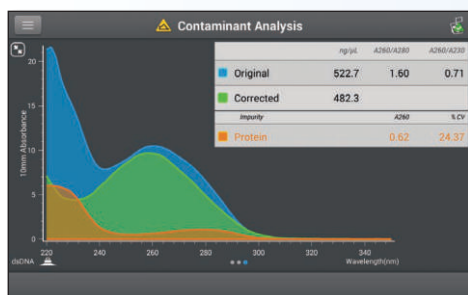 Contaminant Analysis
ng/µL A260/A280 A260/A230
Original 522.7 1.60 0.71
Corrected 482.3
Impurity A260 %CV
Protein 0.62 24.37
10mm Absorbance
20
15
10
5
0
220 240 260 280 300 320 340
dsDNA Wavelength(nm)